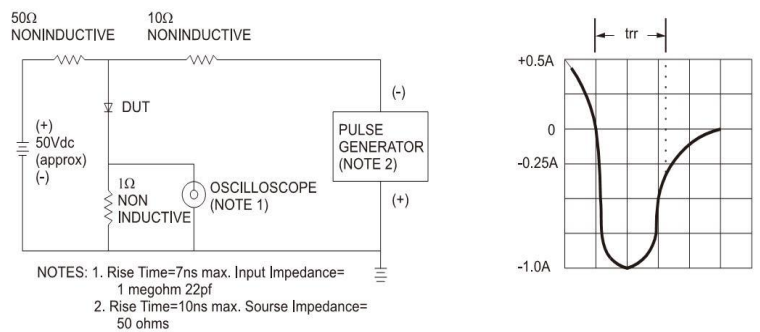 50Ω
NONINDUCTIVE
10Ω
NONINDUCTIVE
DUT
(+)
50Vdc
(approx)
(-)
1Ω
NON
INDUCTIVE
OSCILLOSCOPE
(NOTE 1)
(-)
PULSE
GENERATOR
(NOTE 2)
(+)
NOTES: 1. Rise Time=7ns max. Input Impedance=
1 megohm 22pf
2. Rise Time=10ns max. Sourse Impedance=
50 ohms
trr
+0.5A
0
-0.25A
-1.0A